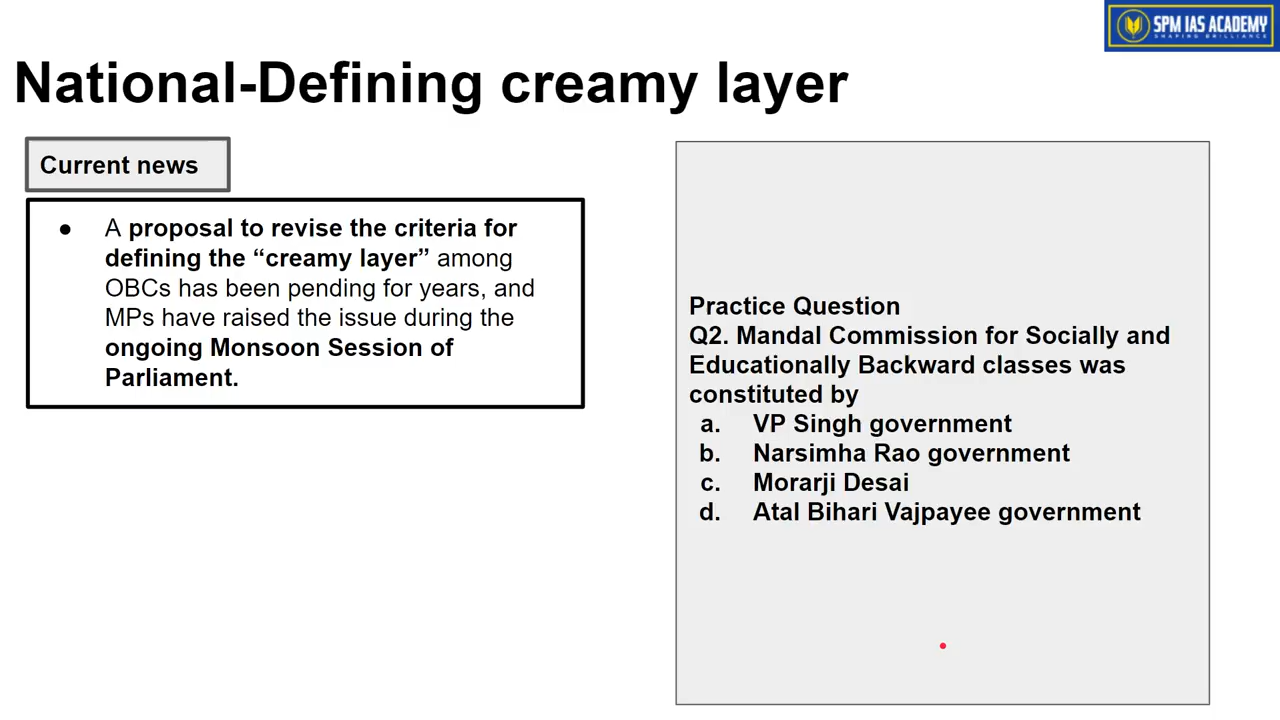 SPM IAS ACADEMY
SHAPING BRILLIANCE
National-Defining creamy layer
Current news
● A proposal to revise the criteria for
defining the “creamy layer” among
OBCs has been pending for years, and
MPs have raised the issue during the
ongoing Monsoon Session of
Parliament.
Practice Question
Q2. Mandal Commission for Socially and
Educationally Backward classes was
constituted by
a. VP Singh government
b. Narsimha Rao government
c. Morarji Desai
d. Atal Bihari Vajpayee government